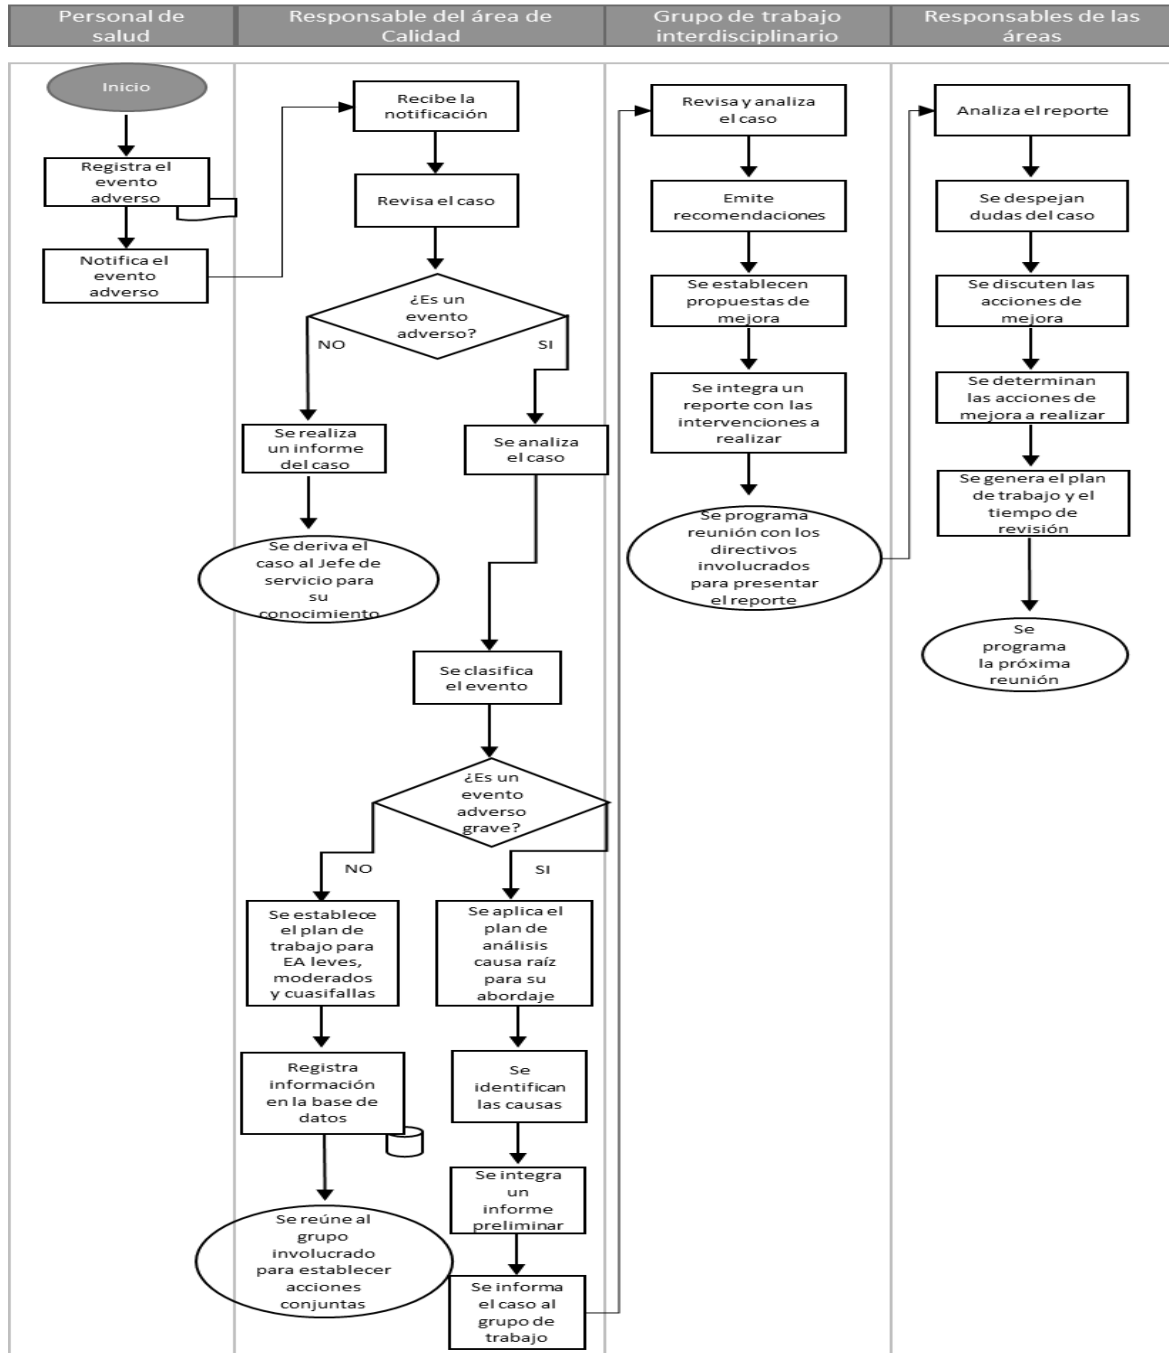 Personal de
salud
Responsable del área de
Calidad
Grupo de trabajo
interdisciplinario
Responsables de las
áreas
Inicio
Registra el
evento
adverso
Notifica el
evento
adverso
Recibe la
notificación
Revisa el caso
¿Es un
evento
adverso?
NO
SI
Se realiza
un informe
del caso
Se deriva el
caso al Jefe de
servicio para
su
conocimiento
Se analiza
el caso
Se clasifica
el evento
¿Es un
evento
adverso
grave?
NO
SI
Se establece
el plan de
trabajo para
EA leves,
moderados
y cuasifallas
Registra
información
en la base de
datos
Se reúne al
grupo
involucrado
para establecer
acciones
conjuntas
Se aplica el
plan de
análisis
causa raíz
para su
abordaje
Se
identifican
las causas
Se integra
un
informe
preliminar
Se informa
el caso al
grupo de
trabajo
Revisa y analiza
el caso
Emite
recomendaciones
Se establecen
propuestas de
mejora
Se integra un
reporte con las
intervenciones a
realizar
Se programa
reunión con los
directivos
involucrados
para presentar
el reporte
Analiza el reporte
Se despejan
dudas del caso
Se discuten las
acciones de
mejora
Se determinan
las acciones de
mejora a realizar
Se genera el plan
de trabajo y el
tiempo de
revisión
Se
programa
la próxima
reunión